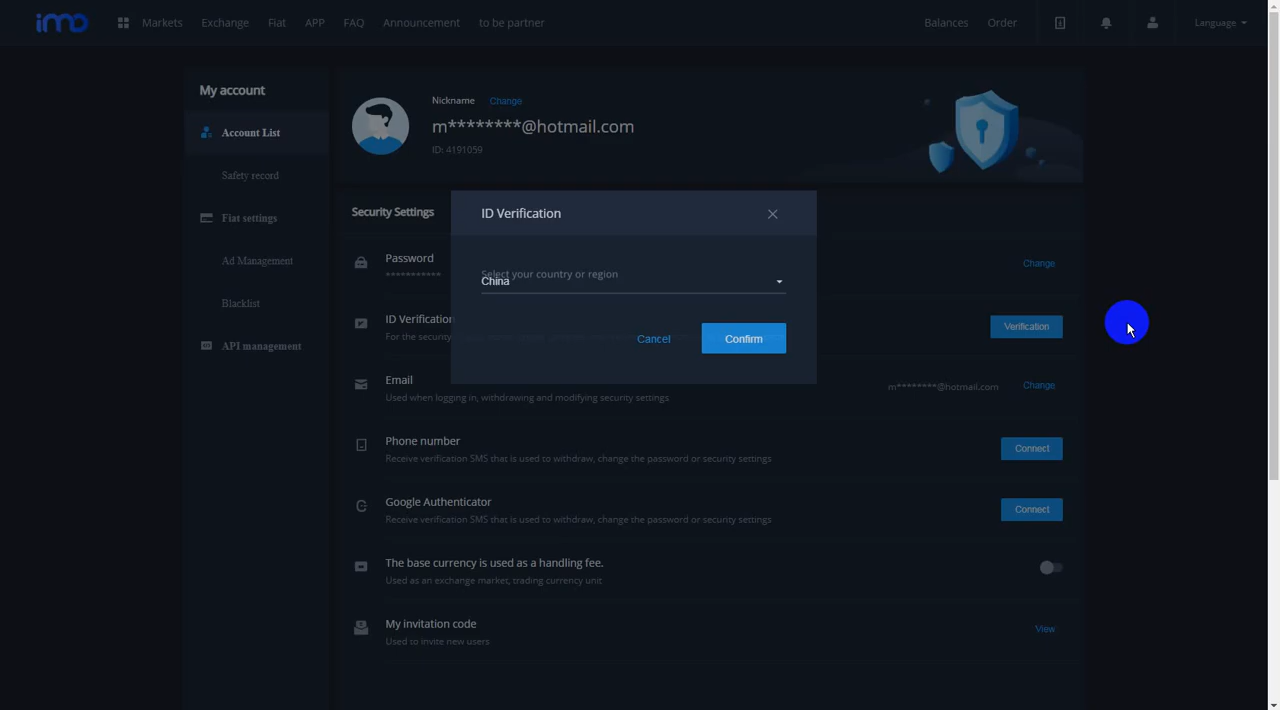 imo
Markets Exchange Fiat APP FAQ Announcement to be partner Balances Order Language
My account
Account List
Safety record
Fiat settings
Ad Management
Blacklist
API management
Nickname Change
m********@hotmail.com
ID: 4191059
Security Settings
ID Verification
Select your country or region
China
Cancel Confirm
Password
***********
Change
ID Verification
For the security
Verification
Email
Used when logging in, withdrawing and modifying security settings
m********@hotmail.com Change
Phone number
Receive verification SMS that is used to withdraw, change the password or security settings
Connect
Google Authenticator
Receive verification SMS that is used to withdraw, change the password or security settings
Connect
The base currency is used as a handling fee.
Used as an exchange market, trading currency unit
My invitation code
Used to invite new users
View